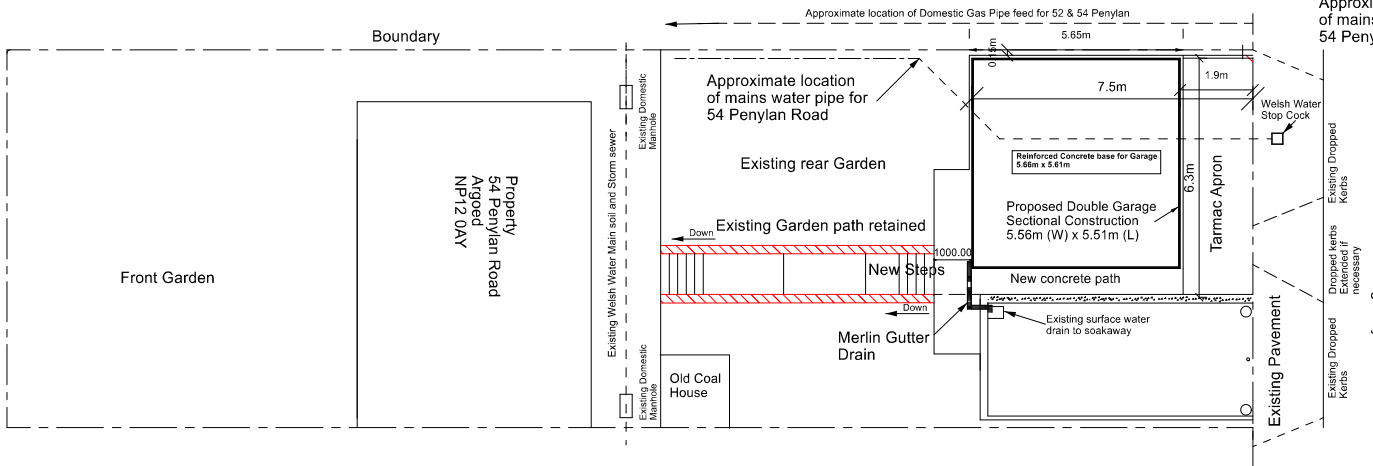 Approximate location of Domestic Gas Pipe feed for 52 & 54 Penylan
of mains
54 Peny
Boundary
5.65m
0.15m
Approximate location
of mains water pipe for
54 Penylan Road
7.5m
1.9m
Welsh Water
Stop Cock
Existing Domestic
Manhole
Existing Welsh Water Main soil and Storm sewer
Existing rear Garden
Reinforced Concrete base for Garage
5.66m x 5.61m
6.3m
Tarmac Apron
Existing Dropped
Kerbs
Property
54 Penylan Road
Argoed
NP12 0AY
Proposed Double Garage
Sectional Construction
5.56m (W) x 5.51m (L)
Existing Garden path retained
Down
1000.00
Front Garden
New Steps
New concrete path
Dropped kerbs
Extended if
necessary
Down
Existing surface water
drain to soakaway
Merlin Gutter
Drain
Existing Pavement
Old Coal
House
Existing Domestic
Manhole
Existing Dropped
Kerbs